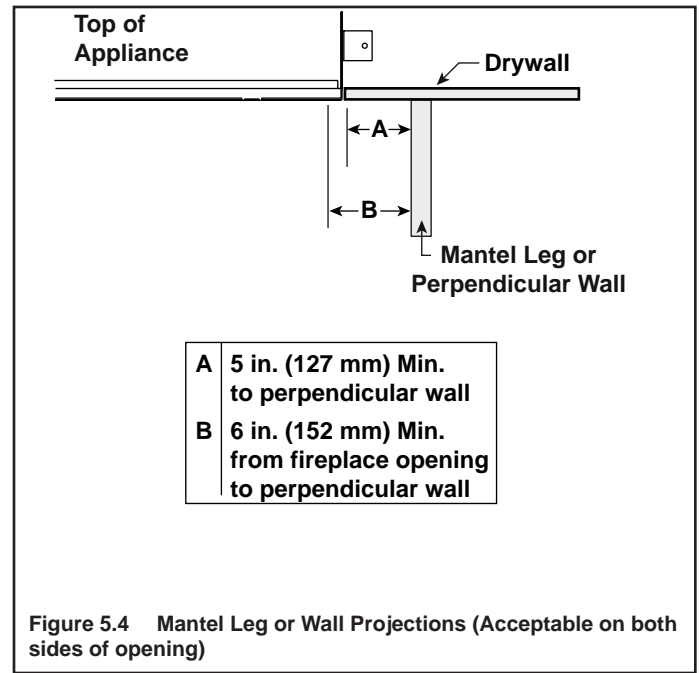 Top of
Appliance
Drywall
A
B
Mantel Leg or
Perpendicular Wall
A 5 in. (127 mm) Min.
to perpendicular wall
B 6 in. (152 mm) Min.
from fireplace opening
to perpendicular wall
Figure 5.4 Mantel Leg or Wall Projections (Acceptable on both
sides of opening)